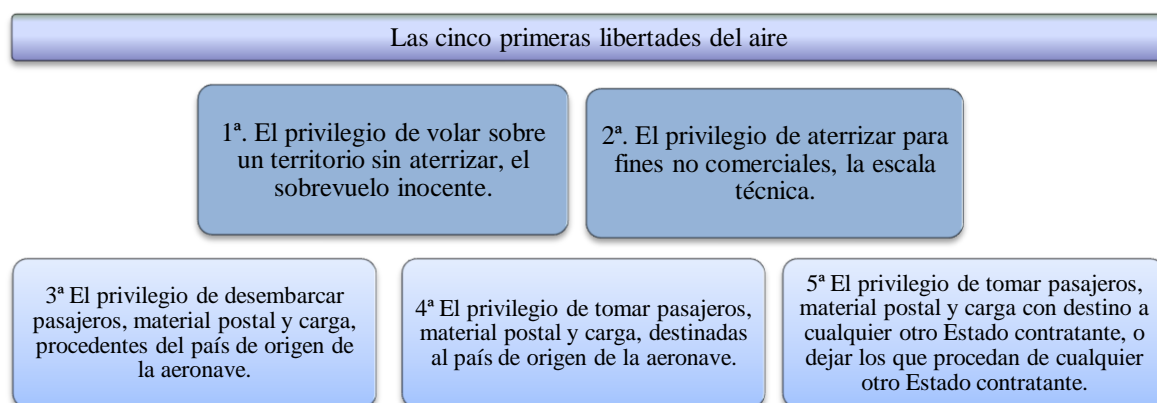 Las cinco primeras libertades del aire
1ª. El privilegio de volar sobre
un territorio sin aterrizar, el
sobrevuelo inocente.
2ª. El privilegio de aterrizar para
fines no comerciales, la escala
técnica.
3ª El privilegio de desembarcar
pasajeros, material postal y carga,
procedentes del país de origen de
la aeronave.
4ª El privilegio de tomar pasajeros,
material postal y carga, destinadas
al país de origen de la aeronave.
5ª El privilegio de tomar pasajeros,
material postal y carga con destino a
cualquier otro Estado contratante, o
dejar los que procedan de cualquier
otro Estado contratante.